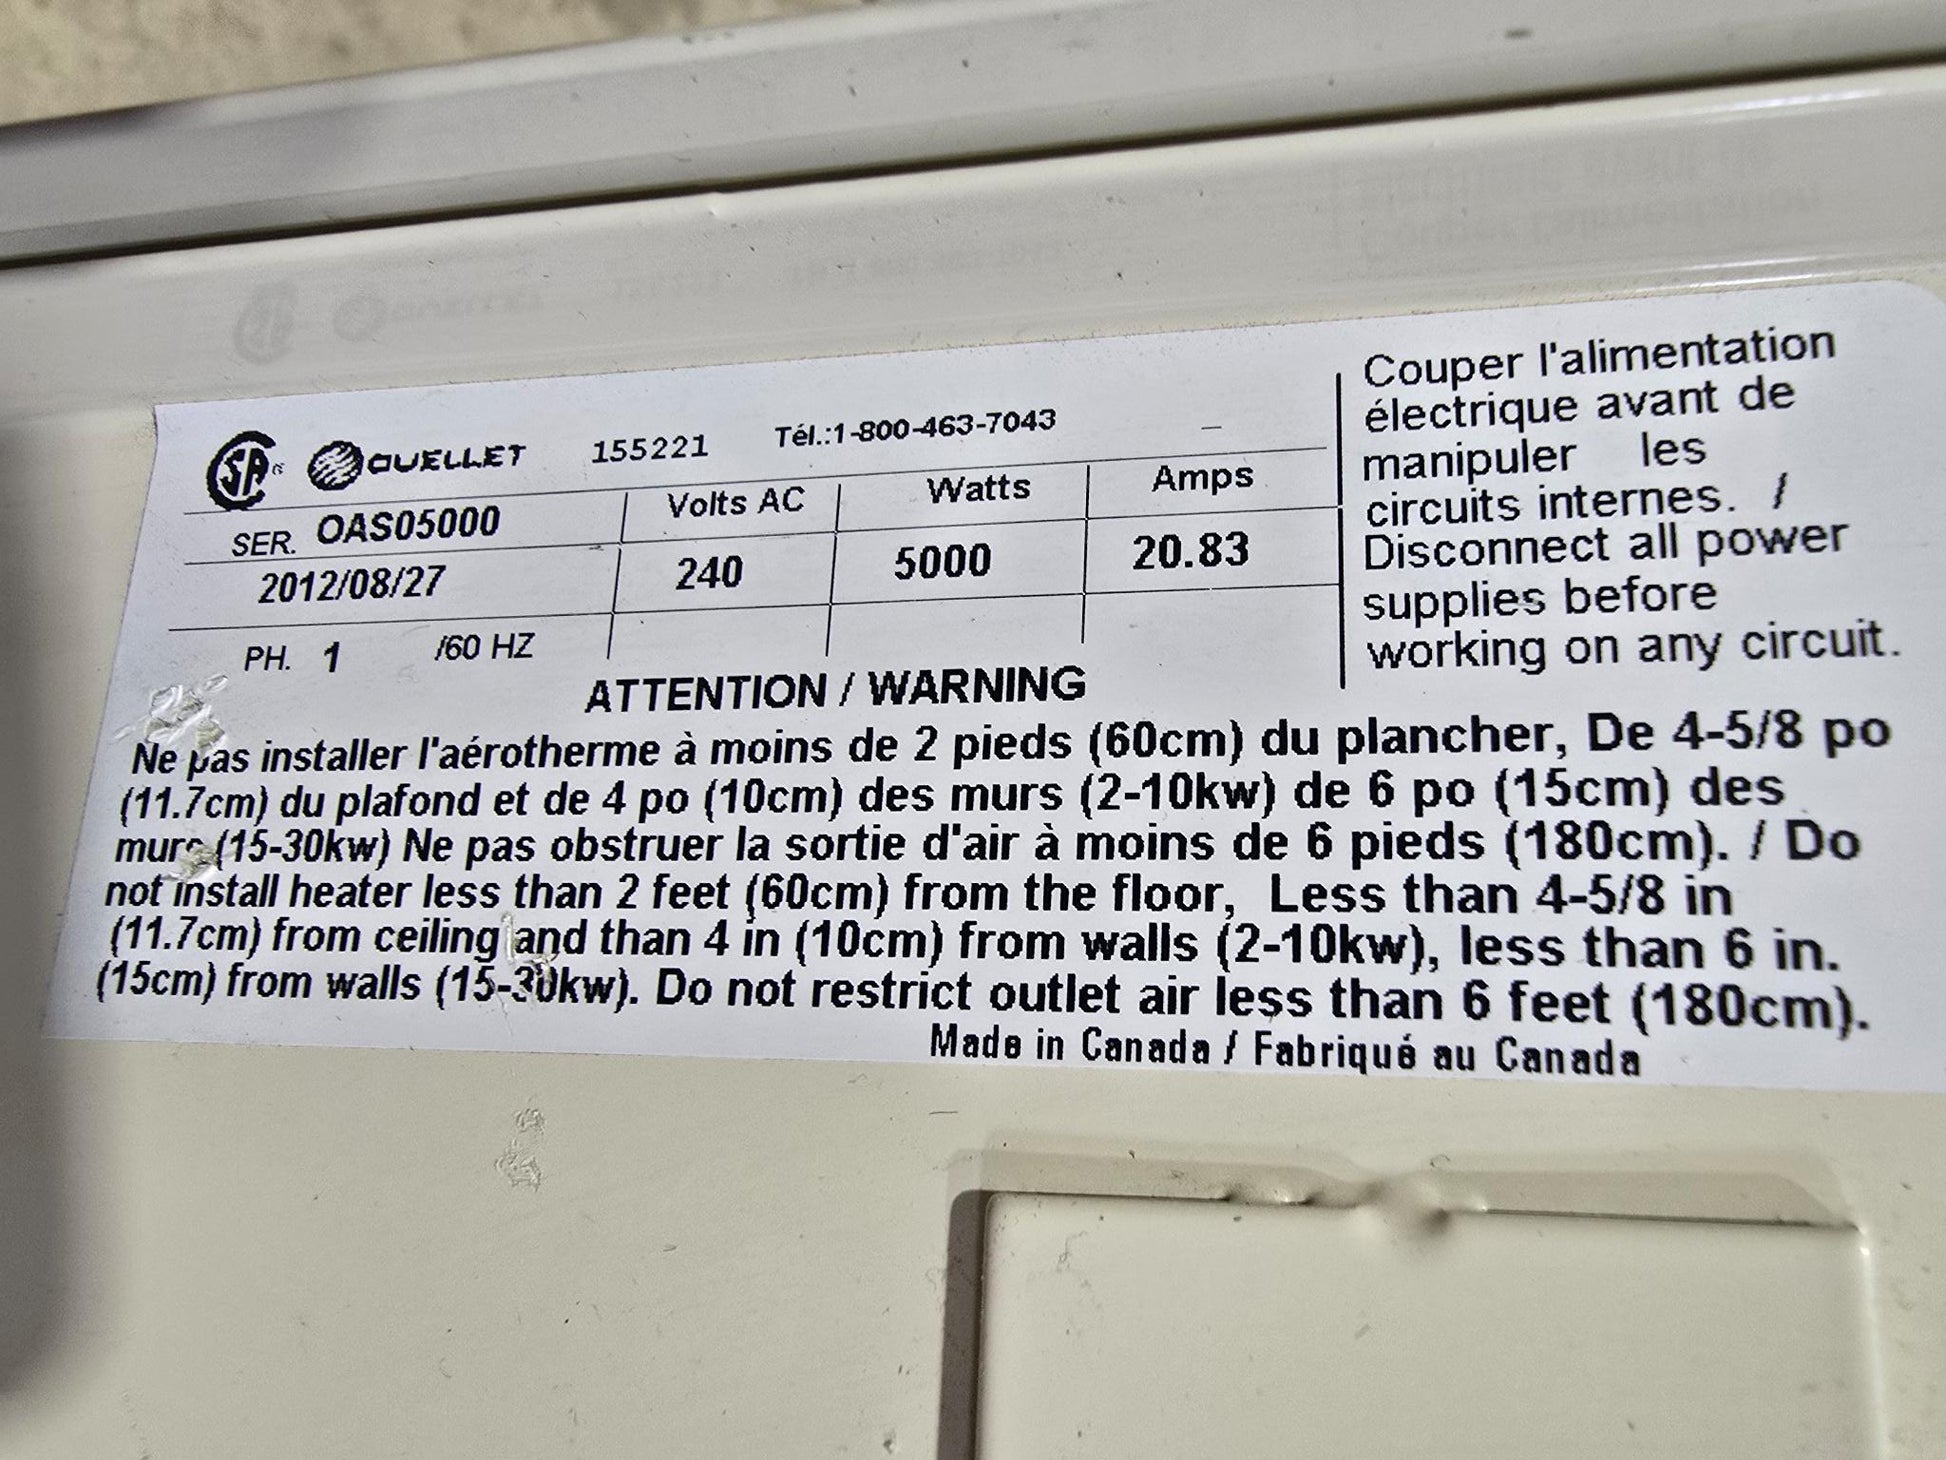 CSA OUELLET 155221 Tél.:1-800-463-7043
SER. OAS05000 Volts AC Watts Amps
2012/08/27 240 5000 20.83
PH. 1 /60 HZ
Couper l'alimentation
électrique avant de
manipuler les
circuits internes. /
Disconnect all power
supplies before
working on any circuit.
ATTENTION / WARNING
Ne pas installer l'aérotherme à moins de 2 pieds (60cm) du plancher, De 4-5/8 po
(11.7cm) du plafond et de 4 po (10cm) des murs (2-10kw) de 6 po (15cm) des
murs (15-30kw) Ne pas obstruer la sortie d'air à moins de 6 pieds (180cm). / Do
not install heater less than 2 feet (60cm) from the floor, Less than 4-5/8 in
(11.7cm) from ceiling and than 4 in (10cm) from walls (2-10kw), less than 6 in.
(15cm) from walls (15-30kw). Do not restrict outlet air less than 6 feet (180cm).
Made in Canada / Fabriqué au Canada